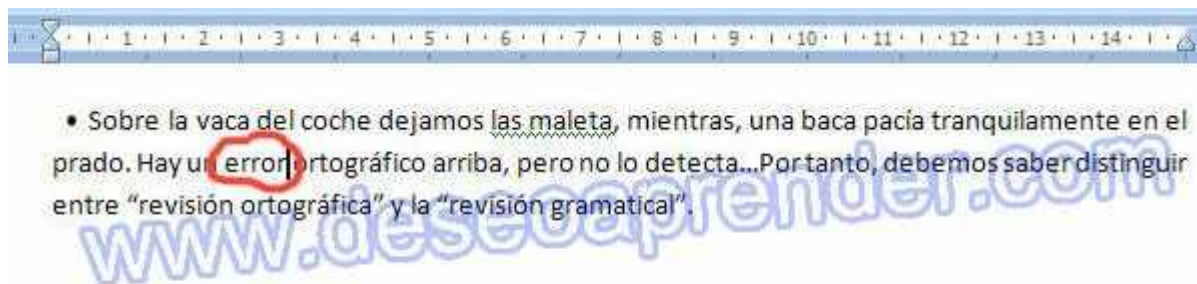 1 2 3 4 5 6 7 8 9 10 11 12 13 14
• Sobre la vaca del coche dejamos las maleta, mientras, una baca pacía tranquilamente en el
prado. Hay un error ortográfico arriba, pero no lo detecta...Por tanto, debemos saber distinguir
entre “revisión ortográfica” y la “revisión gramatical”.
www.deseoaprender.com